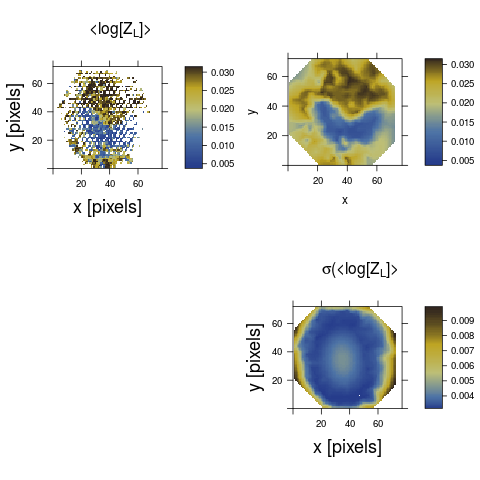 <log[Z_L]>
60
40
20
20 40 60
x [pixels]
y [pixels]
0.030
0.025
0.020
0.015
0.010
0.005
60
40
20
20 40 60
x
y
0.030
0.025
0.020
0.015
0.010
0.005
σ(<log[Z_L]>
60
40
20
20 40 60
x [pixels]
y [pixels]
0.009
0.008
0.007
0.006
0.005
0.004